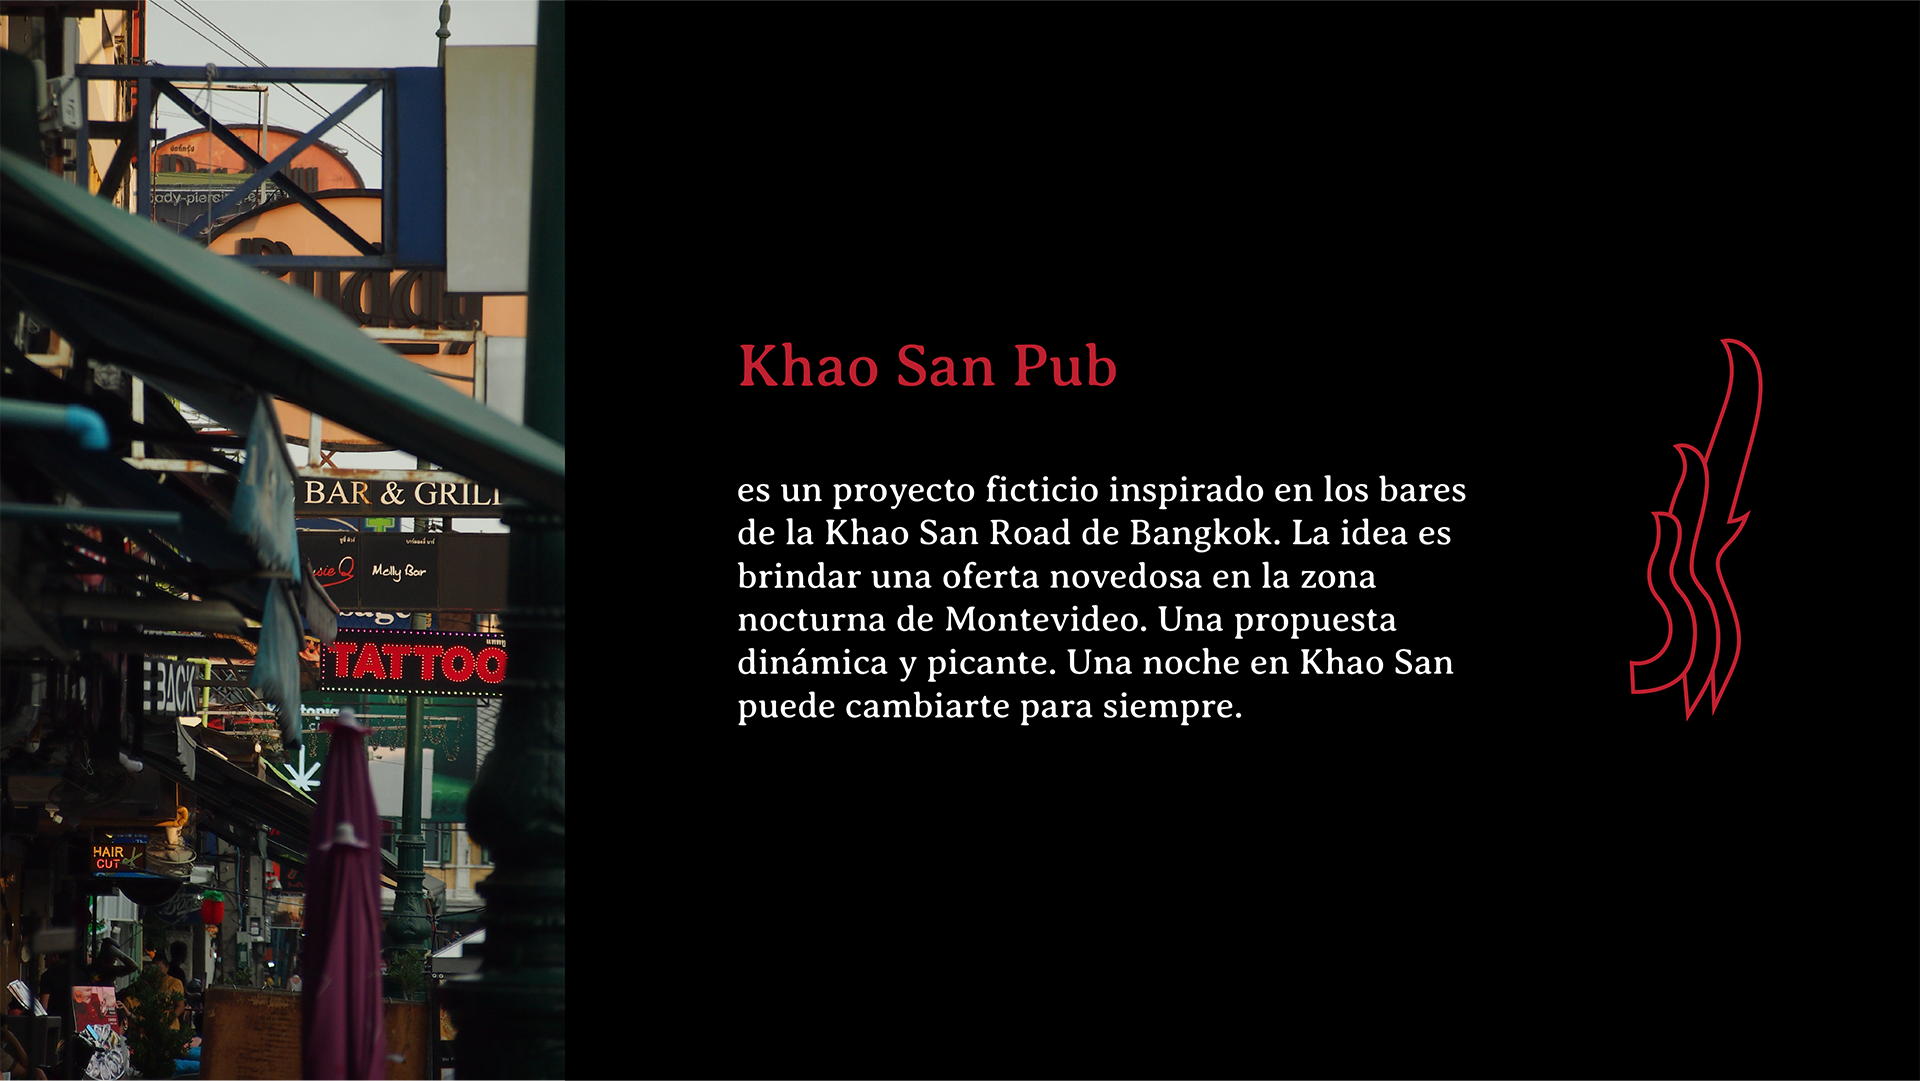 BAR & GRILL
Melly Bar
TATTOO
BACK
HAIR
CUT
Khao San Pub
es un proyecto ficticio inspirado en los bares
de la Khao San Road de Bangkok. La idea es
brindar una oferta novedosa en la zona
nocturna de Montevideo. Una propuesta
dinámica y picante. Una noche en Khao San
puede cambiarte para siempre.